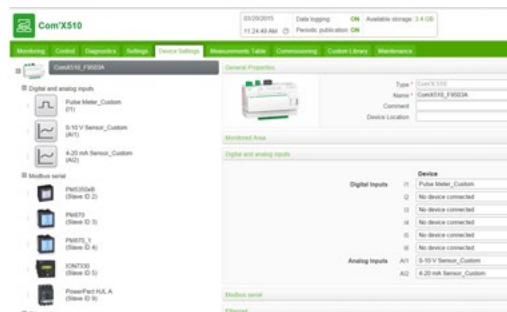 Com'X510
03/20/2015
11:24:49 AM
Data logging: ON Available storage: 3.4 GB
Periodic publication: ON
Monitoring Control Diagnostics Settings Device Settings Measurements Table Commissioning Custom Library Maintenance
ComX510_F9503A
Digital and analog inputs
Pulse Meter_Custom
(I1)
0-10 V Sensor_Custom
(AI1)
4-20 mA Sensor_Custom
(AI2)
Modbus serial
PM5350eB
(Slave ID 2)
PM870
(Slave ID 3)
PM870_1
(Slave ID 4)
ION7330
(Slave ID 5)
PowerPact H/L A
(Slave ID 9)
General Properties
Type * Com'X 510
Name * ComX510_F9503A
Comment
Device Location
Monitored Area
Digital and analog inputs
Device
Digital Inputs I1 Pulse Meter_Custom
I2 No device connected
I3 No device connected
I4 No device connected
I5 No device connected
I6 No device connected
Analog Inputs AI1 0-10 V Sensor_Custom
AI2 4-20 mA Sensor_Custom
Modbus serial
Ethernet